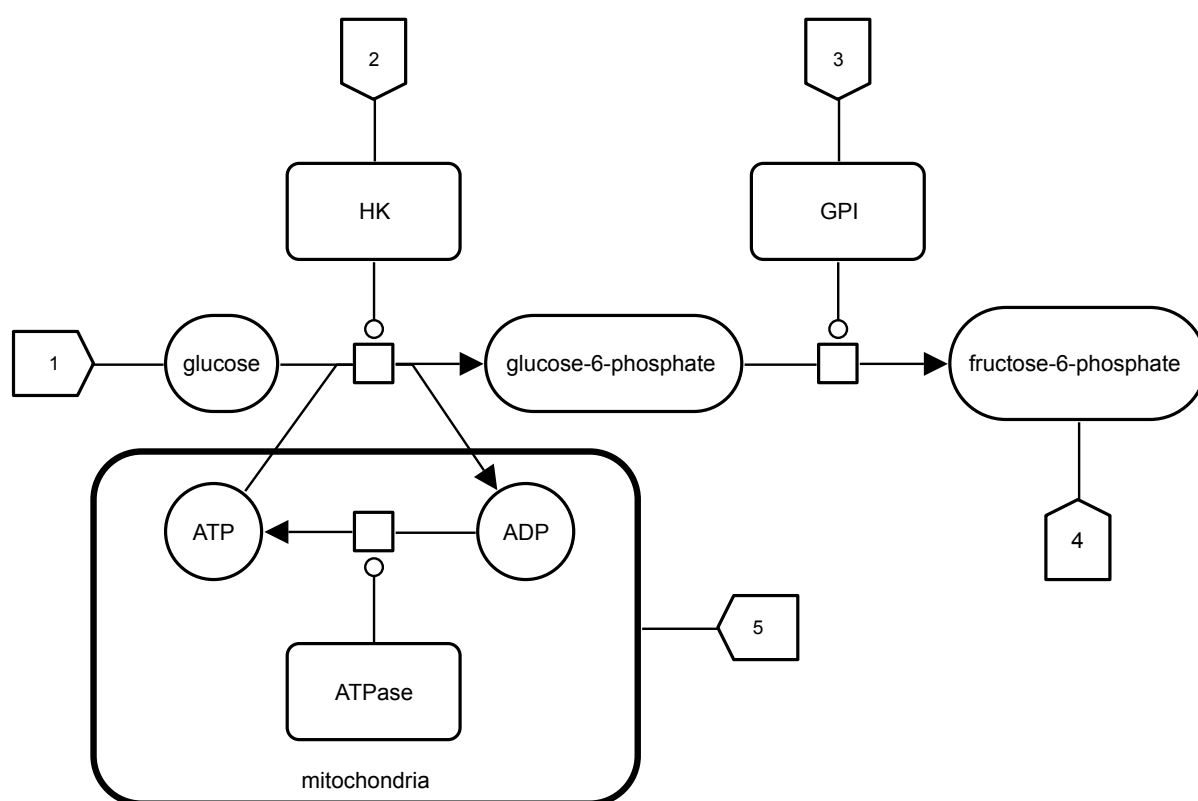 2
3
HK
GPI
1
glucose
glucose-6-phosphate
fructose-6-phosphate
ATP
ADP
4
5
ATPase
mitochondria